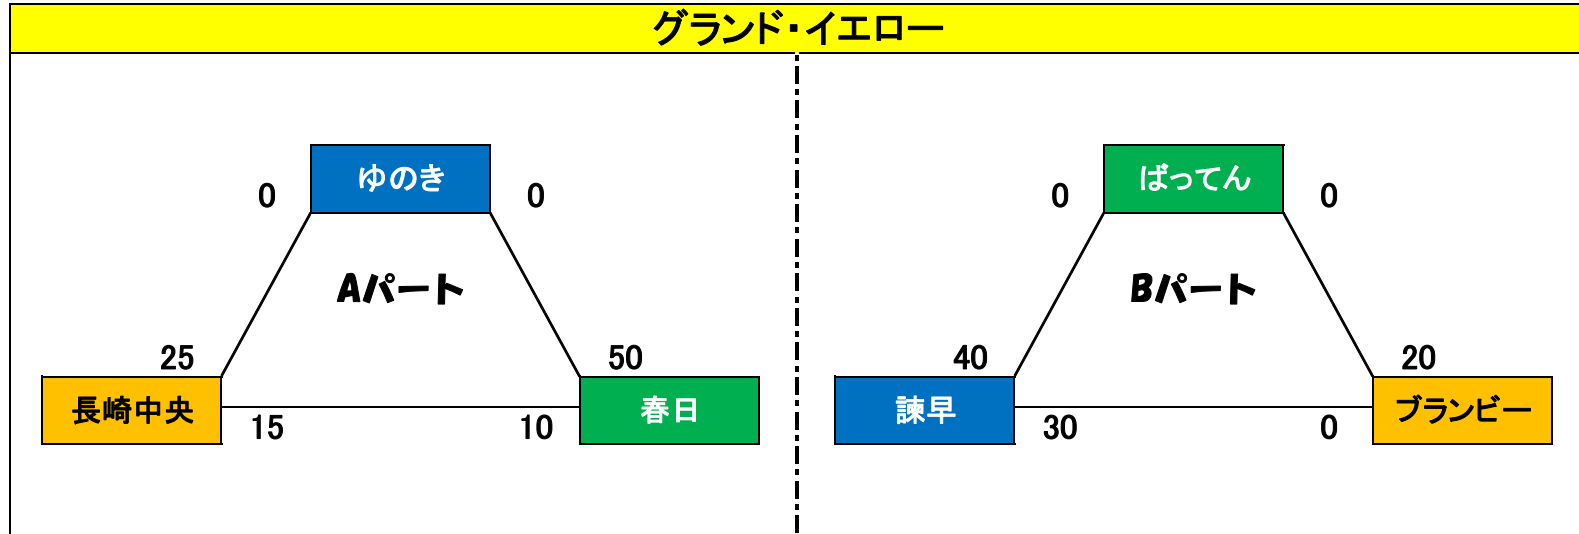 グランド・イエロー
ゆのき
0
0
Aパート
25
50
長崎中央
春日
15
10
ばってん
0
0
Bパート
40
20
諫早
ブランビー
30
0